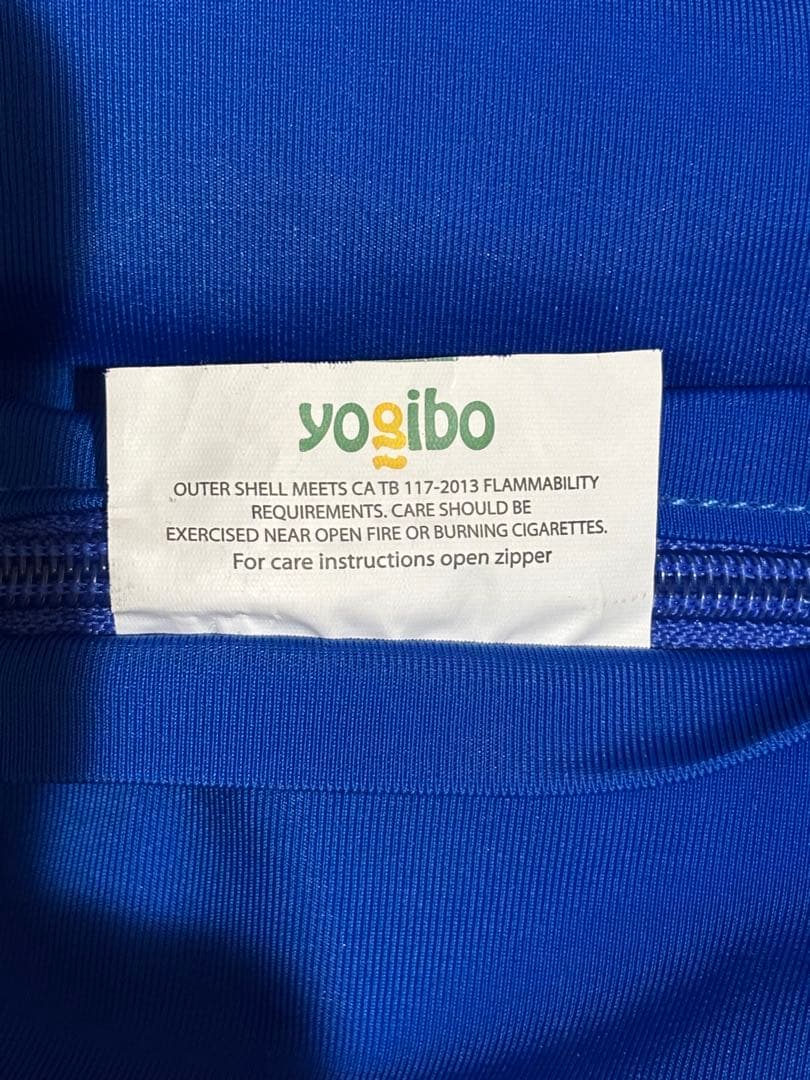 yogibo
OUTER SHELL MEETS CA TB 117-2013 FLAMMABILITY
REQUIREMENTS. CARE SHOULD BE
EXERCISED NEAR OPEN FIRE OR BURNING CIGARETTES.
For care instructions open zipper